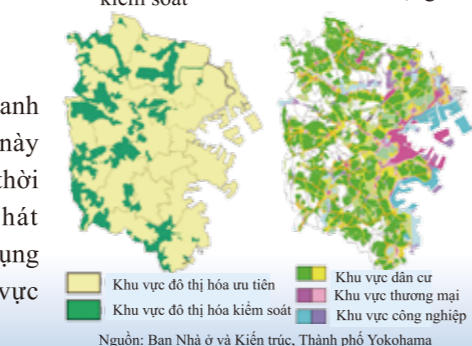 kiểm soát
anh
này
thời
hát
ụng
vực
Khu vực đô thị hóa ưu tiên
Khu vực đô thị hóa kiểm soát
Khu vực dân cư
Khu vực thương mại
Khu vực công nghiệp
Nguồn: Ban Nhà ở và Kiến trúc, Thành phố Yokohama